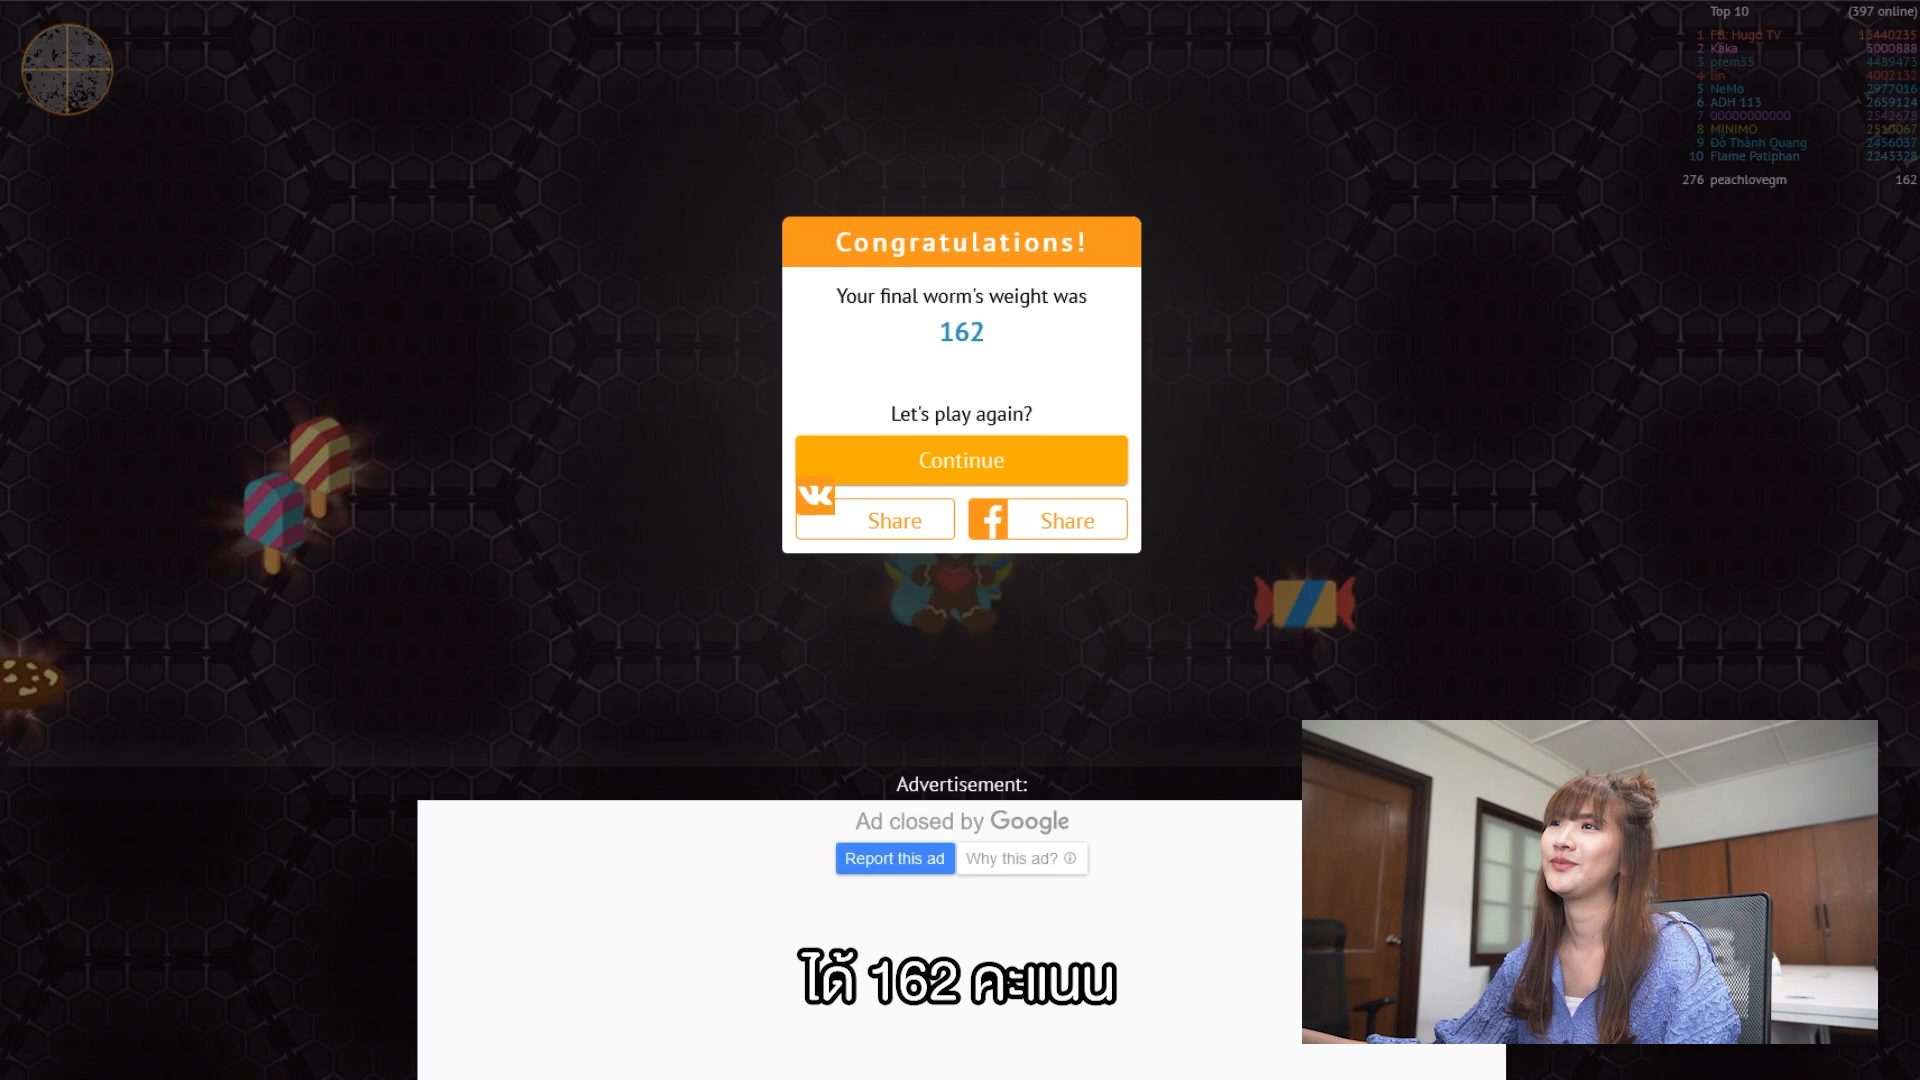 Top 10 (397 online)
1 FB: Hugo TV 15440235
2 Kaka 5000888
3 prem55 4489473
4 lin 4002132
5 NeMo 2977016
6 ADH 113 2659124
7 00000000000 2542678
8 MINIMO 2510067
9 Đỗ Thành Quang 2456037
10 Flame Patiphan 2243328
276 peachlovegm 162
Congratulations!
Your final worm's weight was
162
Let's play again?
Continue
Share Share
Advertisement:
Ad closed by Google
Report this ad Why this ad?
ได้ 162 คะแนน